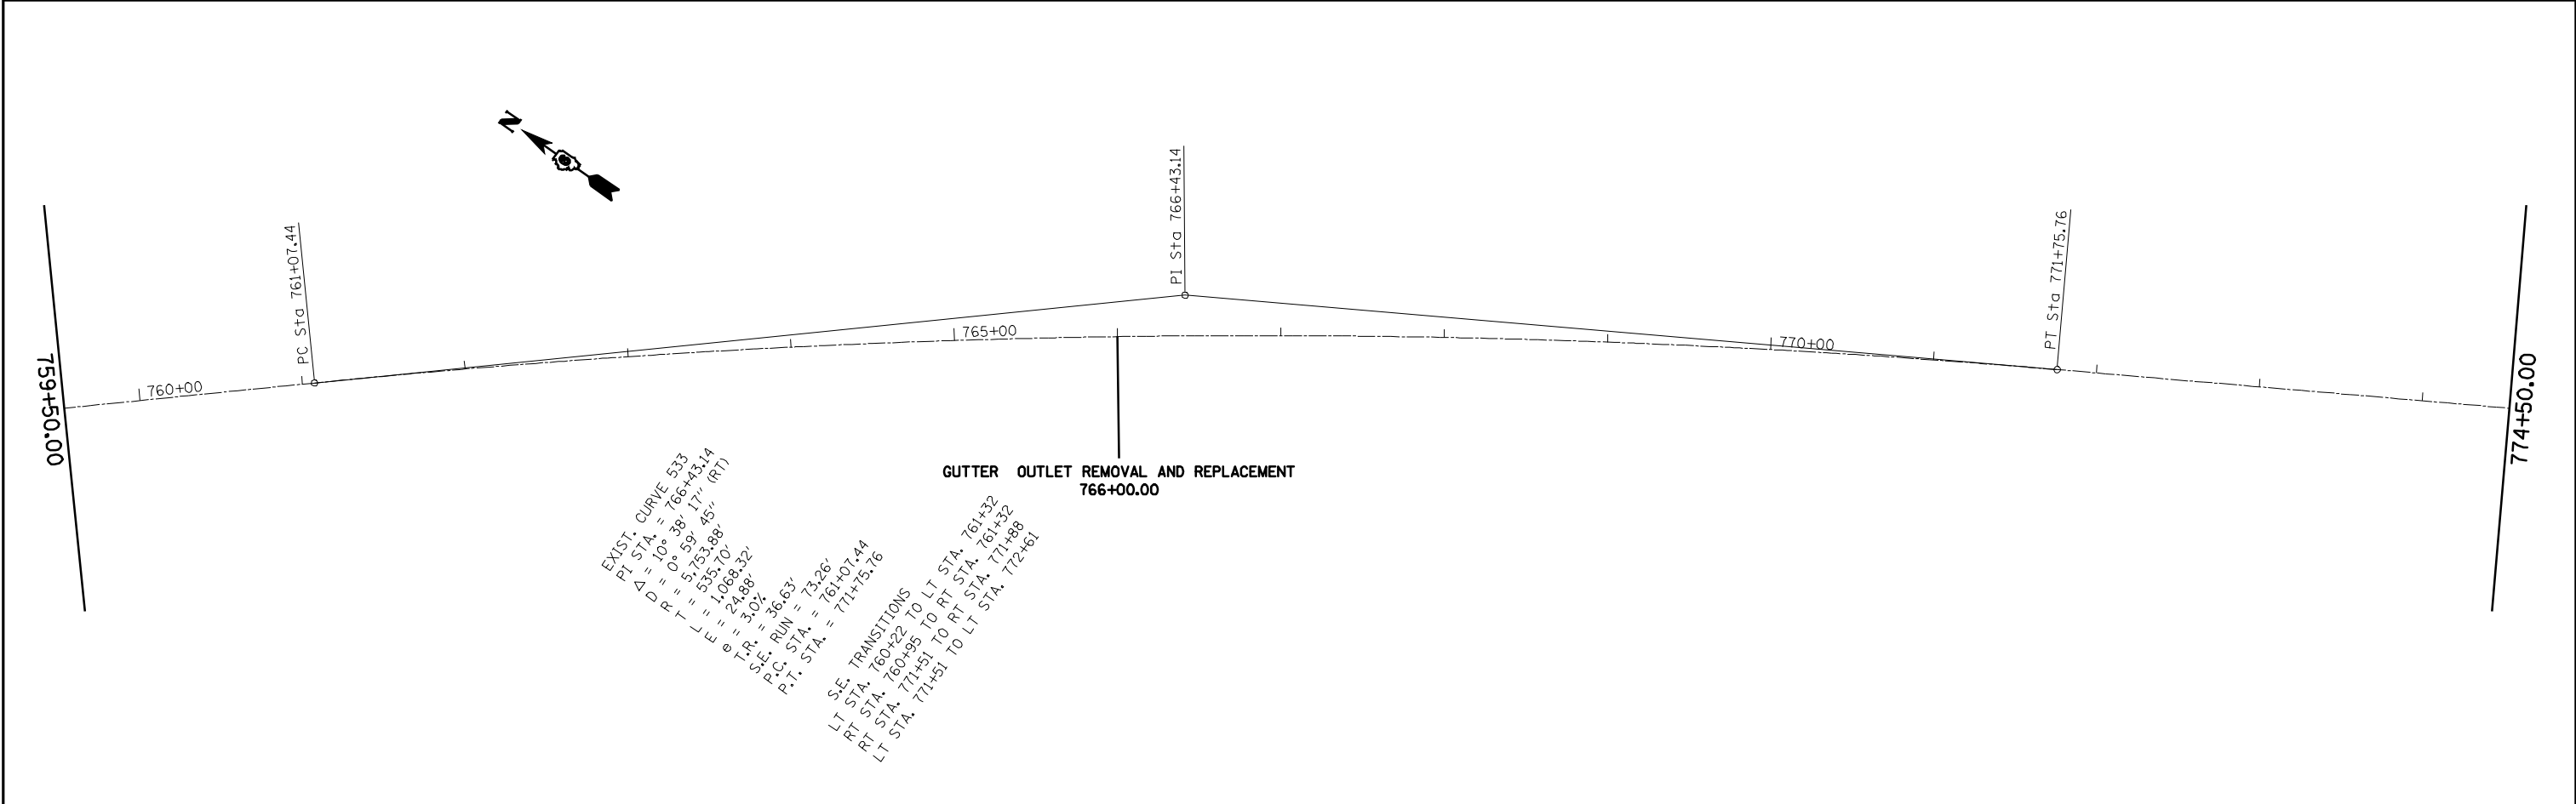 N
PC Sta 761+07.44
PI Sta 766+43.14
PT Sta 771+75.76
759+50.00
760+00
765+00
770+00
774+50.00
GUTTER OUTLET REMOVAL AND REPLACEMENT
766+00.00
EXIST. CURVE 533
PI STA. = 766+43.14
Δ = 10° 38' 17" (RT)
D = 0° 59' 45"
R = 5,753.88'
T = 535.70'
L = 1,068.32'
E = 24.88'
e = 3.0%
T.R. = 36.63'
S.E. RUN = 73.26'
P.C. STA. = 761+07.44
P.T. STA. = 771+75.76
S.E. TRANSITIONS
LT STA. 760+22 TO LT STA. 761+32
RT STA. 760+95 TO RT STA. 761+32
RT STA. 771+51 TO RT STA. 771+88
LT STA. 771+51 TO LT STA. 772+61